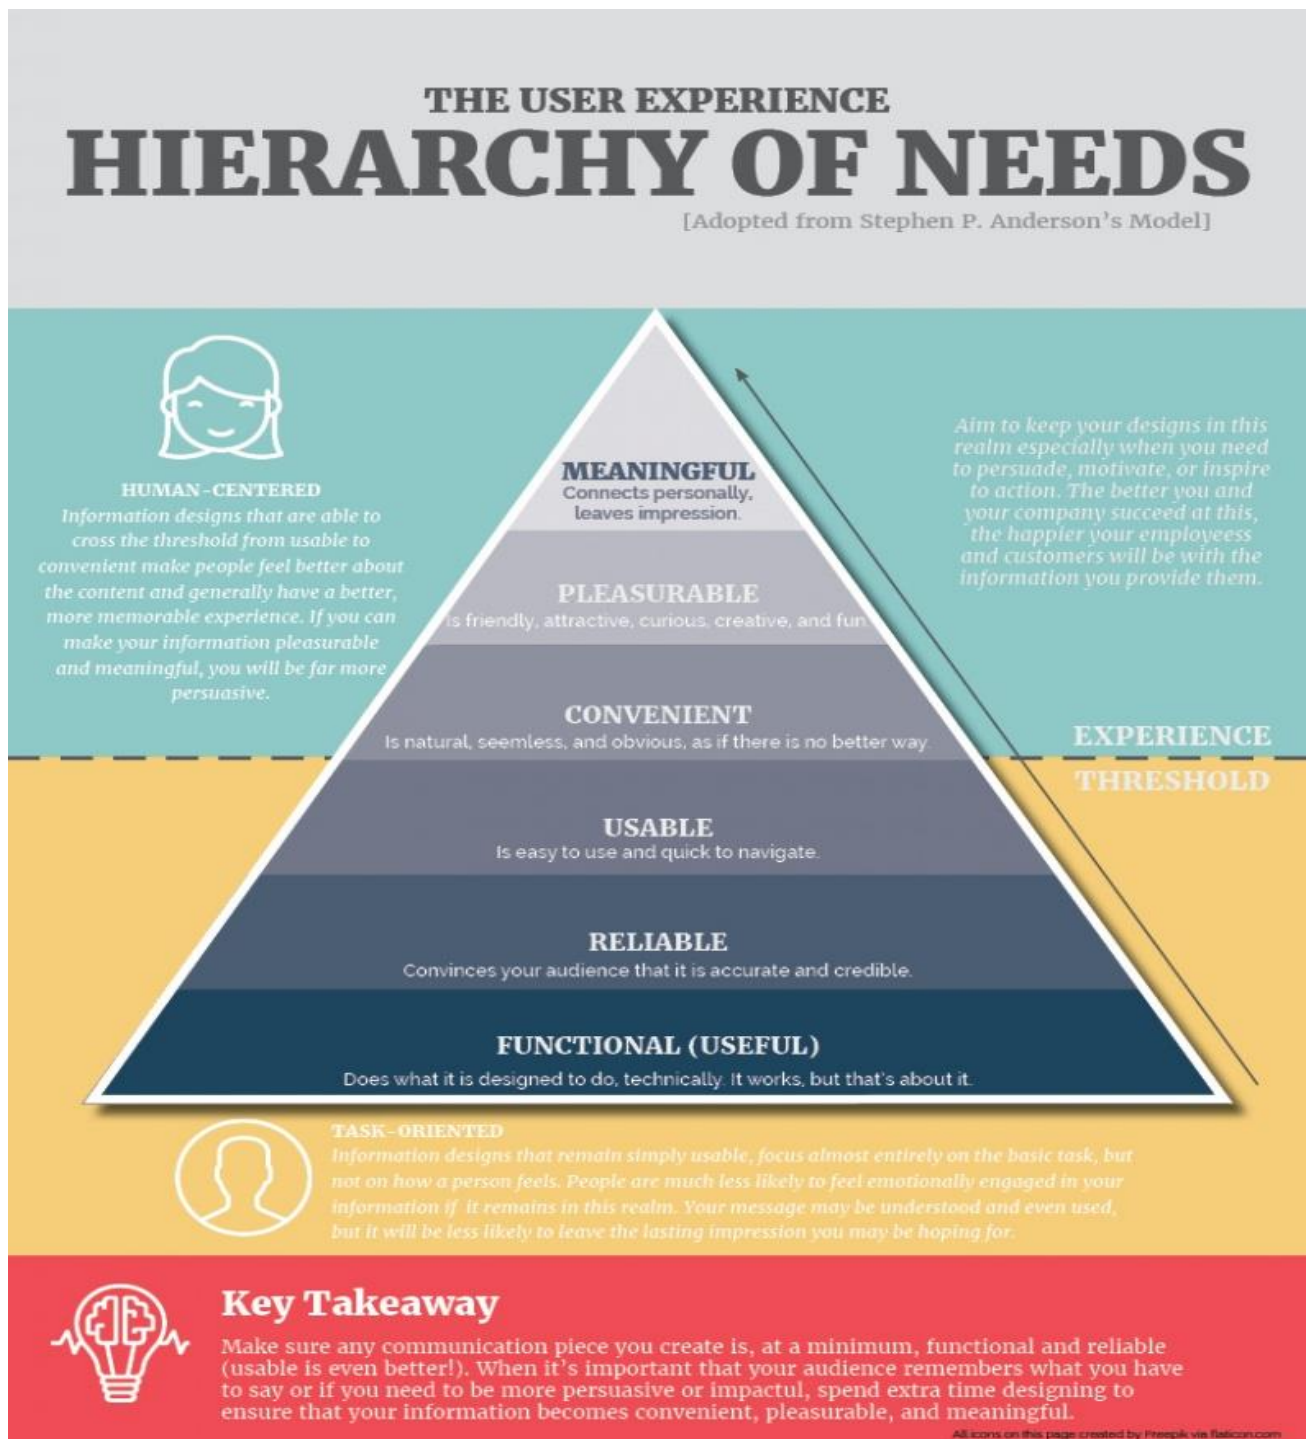 THE USER EXPERIENCE
HIERARCHY OF NEEDS
[Adopted from Stephen P. Anderson's Model]
HUMAN-CENTERED
Information designs that are able to
cross the threshold from usable to
convenient make people feel better about
the content and generally have a better,
more memorable experience. If you can
make your information pleasurable
and meaningful, you will be far more
persuasive.
Aim to keep your designs in this
realm especially when you need
to persuade, motivate, or inspire
to action. The better you and
your company succeed at this,
the happier your employeess
and customers will be with the
information you provide them.
MEANINGFUL
Connects personally,
leaves impression.
PLEASURABLE
Is friendly, attractive, curious, creative, and fun.
CONVENIENT
Is natural, seemless, and obvious, as if there is no better way.
EXPERIENCE
THRESHOLD
USABLE
Is easy to use and quick to navigate.
RELIABLE
Convinces your audience that it is accurate and credible.
FUNCTIONAL (USEFUL)
Does what it is designed to do, technically. It works, but that's about it.
TASK-ORIENTED
Information designs that remain simply usable, focus almost entirely on the basic task, but
not on how a person feels. People are much less likely to feel emotionally engaged in your
information if it remains in this realm. Your message may be understood and even used,
but it will be less likely to leave the lasting impression you may be hoping for.
Key Takeaway
Make sure any communication piece you create is, at a minimum, functional and reliable
(usable is even better!). When it's important that your audience remembers what you have
to say or if you need to be more persuasive or impactul, spend extra time designing to
ensure that your information becomes convenient, pleasurable, and meaningful.
All icons on this page created by Freepik via flaticon.com